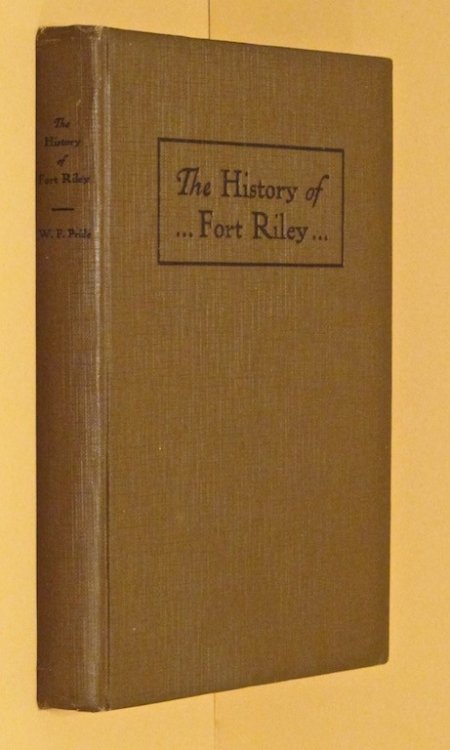 The
History
of
Fort Riley
W. F. Pride
The History of
... Fort Riley ...